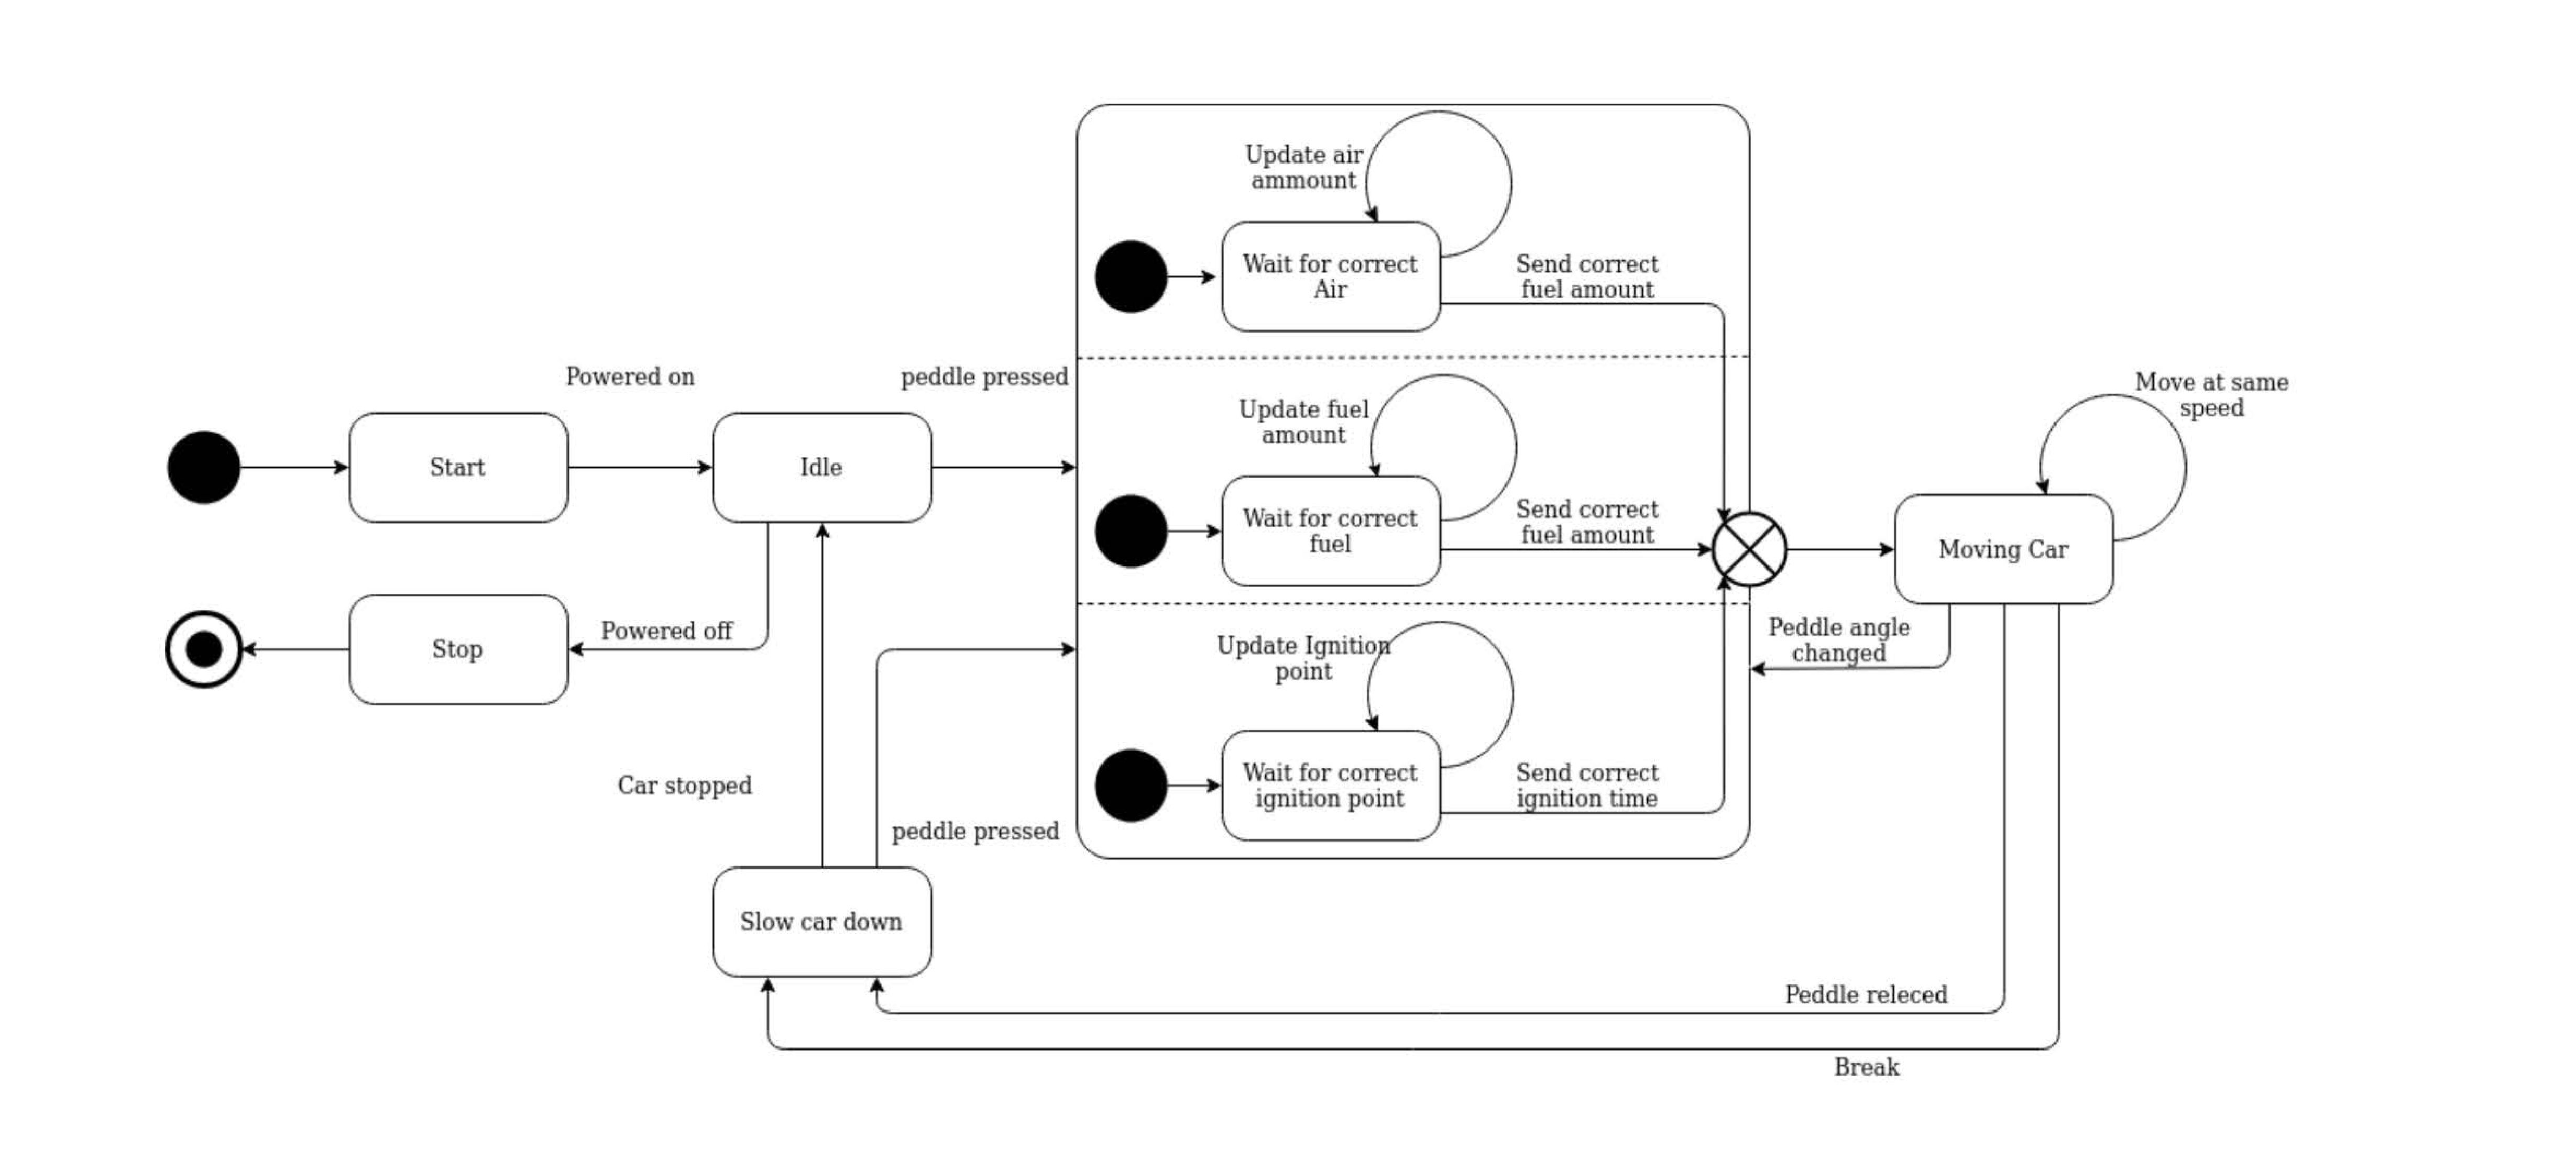 Update air
ammount
Wait for correct
Air
Send correct
fuel amount
Powered on
peddle pressed
Start
Idle
Update fuel
amount
Wait for correct
fuel
Send correct
fuel amount
Move at same
speed
Moving Car
Stop
Powered off
Update Ignition
point
Peddle angle
changed
Wait for correct
ignition point
Send correct
ignition time
Car stopped
peddle pressed
Slow car down
Peddle releced
Break